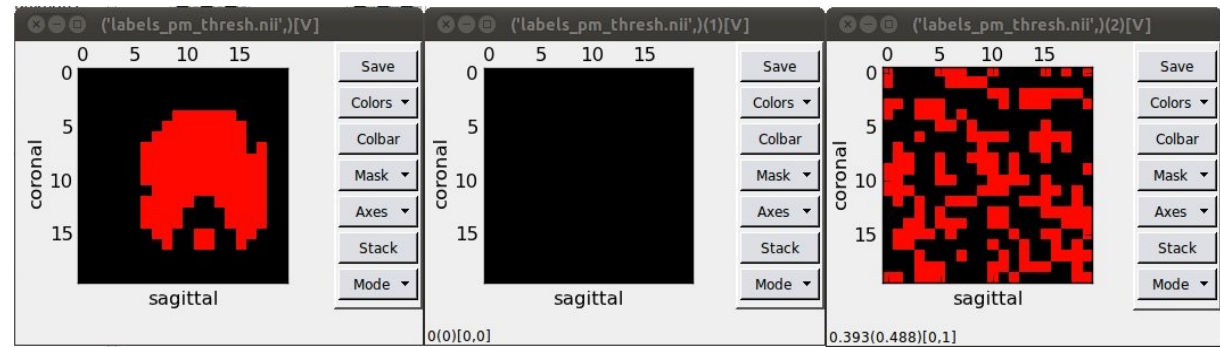 ('labels_pm_thresh.nii',)[V]
0 5 10 15
0
5
10
15
coronal
sagittal
Save
Colors
Colbar
Mask
Axes
Stack
Mode
('labels_pm_thresh.nii',)(1)[V]
0 5 10 15
0
5
10
15
coronal
sagittal
Save
Colors
Colbar
Mask
Axes
Stack
Mode
0(0)[0,0]
('labels_pm_thresh.nii',)(2)[V]
0 5 10 15
0
5
10
15
coronal
sagittal
Save
Colors
Colbar
Mask
Axes
Stack
Mode
0.393(0.488)[0,1]